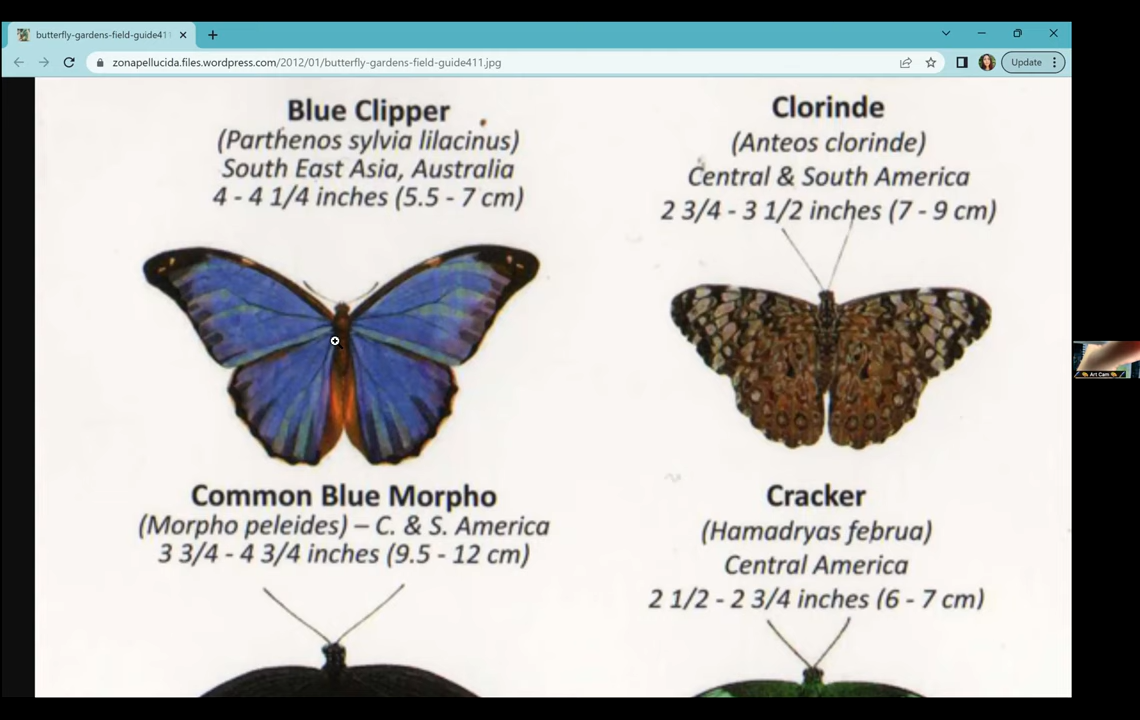 butterfly-gardens-field-guide411
zonapellucida.files.wordpress.com/2012/01/butterfly-gardens-field-guide411.jpg
Update
Blue Clipper
(Parthenos sylvia lilacinus)
South East Asia, Australia
4 - 4 1/4 inches (5.5 - 7 cm)
Clorinde
(Anteos clorinde)
Central & South America
2 3/4 - 3 1/2 inches (7 - 9 cm)
Common Blue Morpho
(Morpho peleides) – C. & S. America
3 3/4 - 4 3/4 inches (9.5 - 12 cm)
Cracker
(Hamadryas februa)
Central America
2 1/2 - 2 3/4 inches (6 - 7 cm)
Art Cam